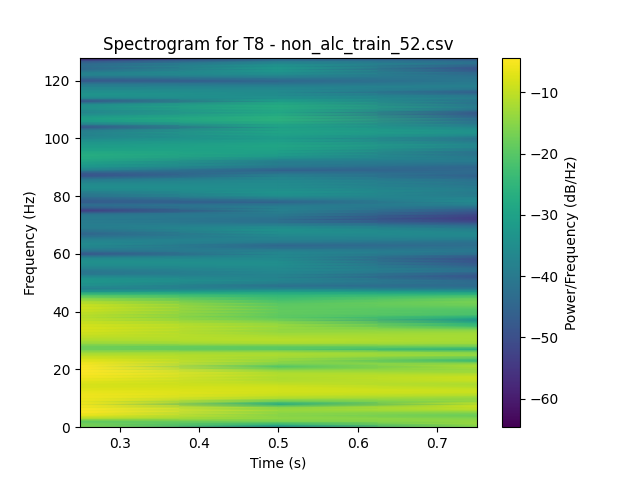 Spectrogram for T8 - non_alc_train_52.csv
120
100
80
60
40
20
0
Frequency (Hz)
0.3 0.4 0.5 0.6 0.7
Time (s)
−10
−20
−30
−40
−50
−60
Power/Frequency (dB/Hz)